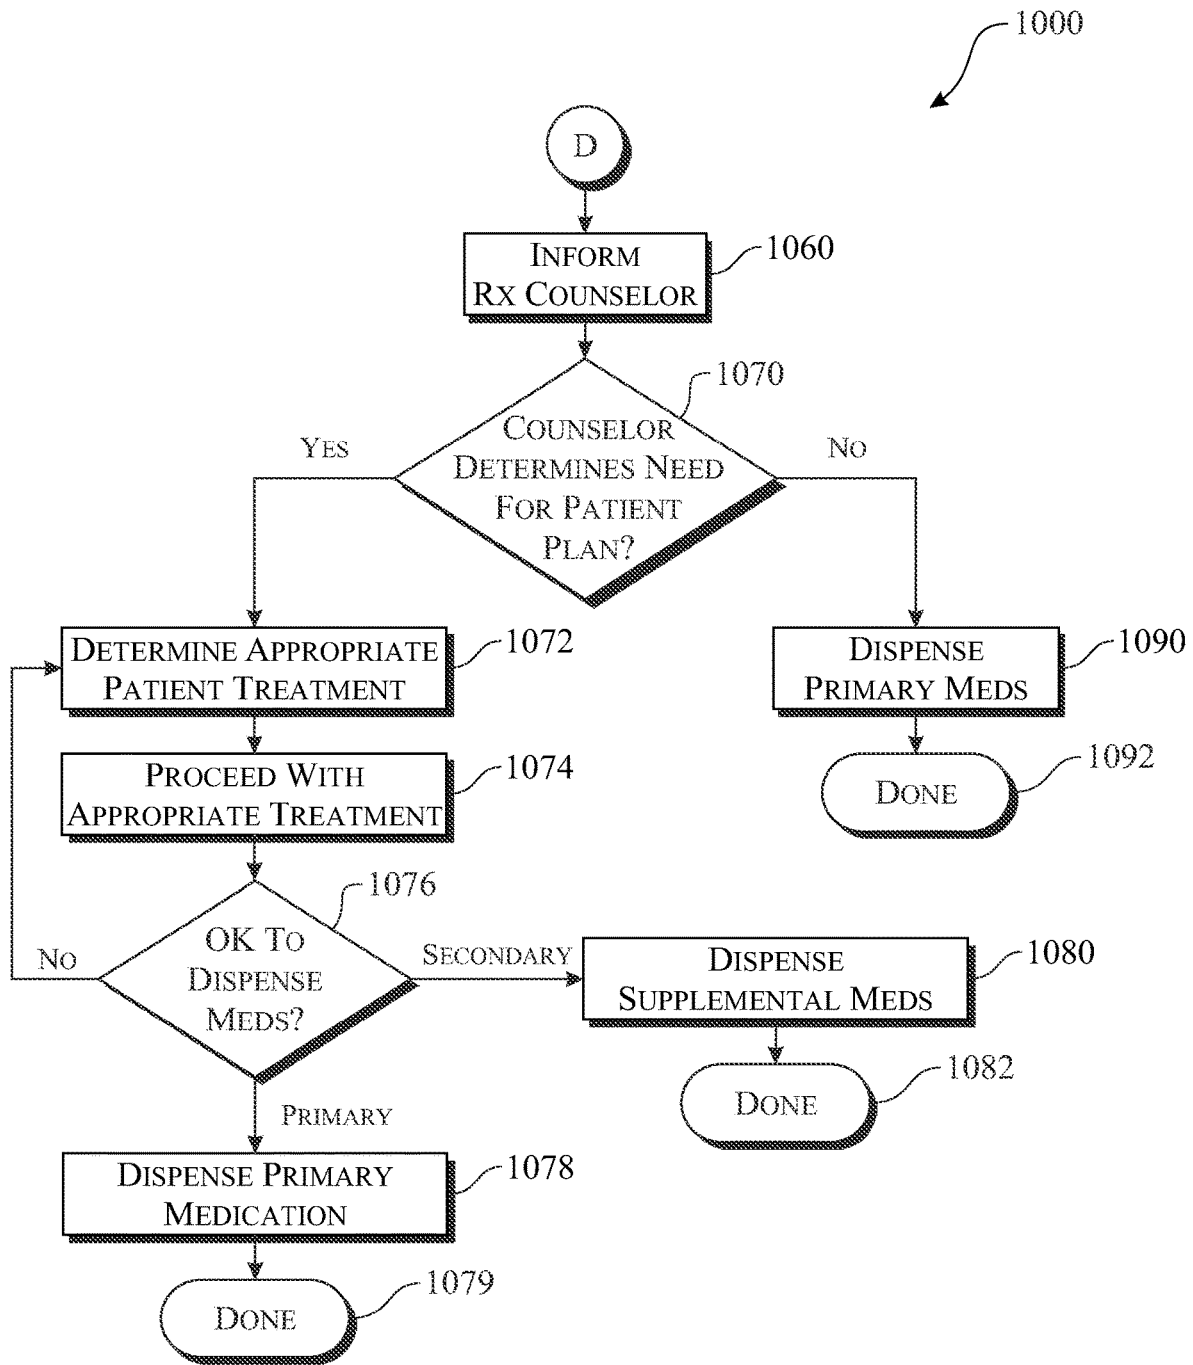 1000
D
INFORM
RX COUNSELOR
1060
1070
COUNSELOR
DETERMINES NEED
FOR PATIENT
PLAN?
YES
NO
DETERMINE APPROPRIATE
PATIENT TREATMENT
1072
DISPENSE
PRIMARY MEDS
1090
PROCEED WITH
APPROPRIATE TREATMENT
1074
DONE
1092
1076
OK TO
DISPENSE
MEDS?
NO
SECONDARY
DISPENSE
SUPPLEMENTAL MEDS
1080
DONE
1082
PRIMARY
DISPENSE PRIMARY
MEDICATION
1078
DONE
1079